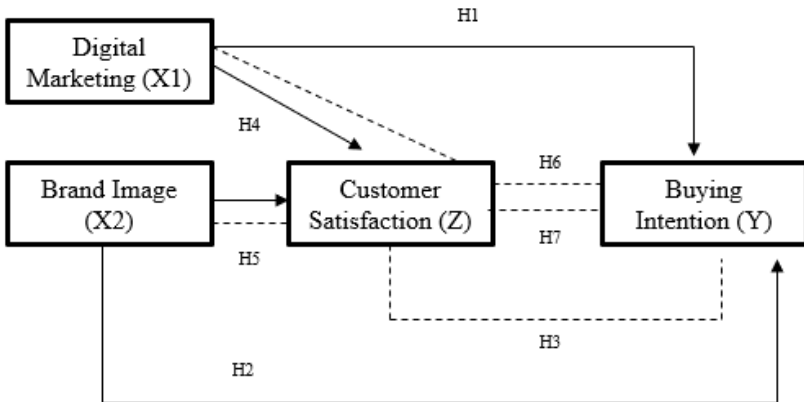 H1
Digital
Marketing (X1)
H4
Brand Image
(X2)
Customer
Satisfaction (Z)
H6
Buying
Intention (Y)
H5
H7
H3
H2